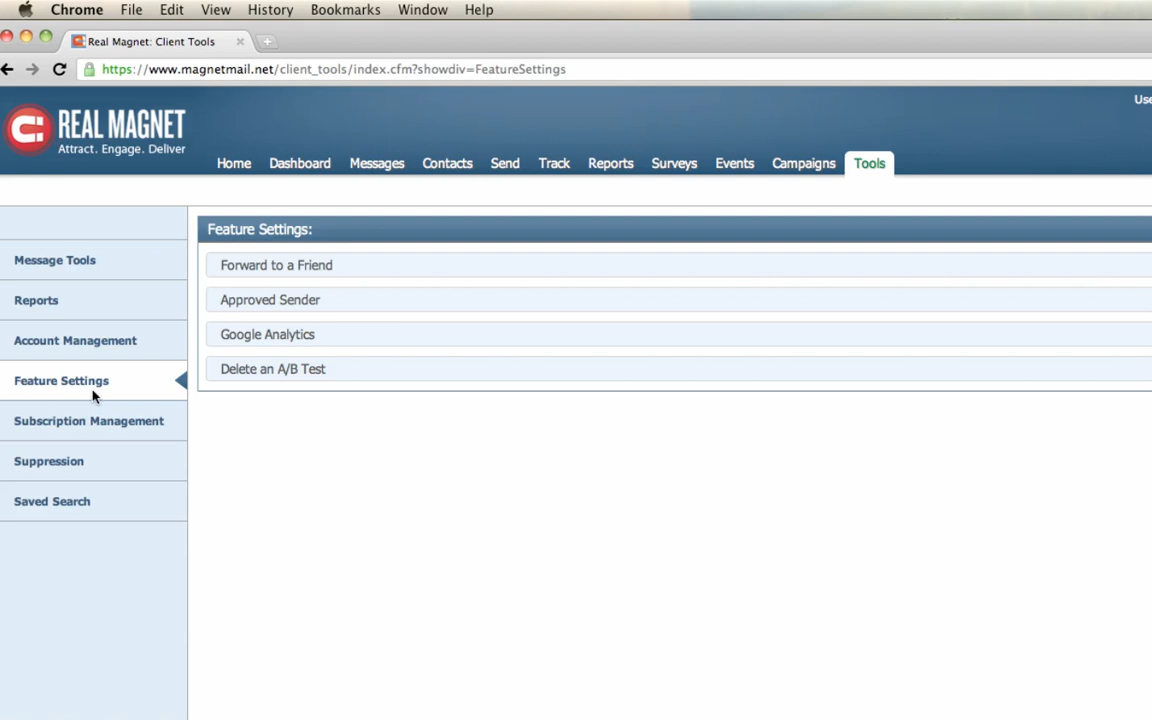 Chrome File Edit View History Bookmarks Window Help
Real Magnet: Client Tools
https://www.magnetmail.net/client_tools/index.cfm?showdiv=FeatureSettings
REAL MAGNET
Attract. Engage. Deliver
Use
Home Dashboard Messages Contacts Send Track Reports Surveys Events Campaigns Tools
Message Tools
Reports
Account Management
Feature Settings
Subscription Management
Suppression
Saved Search
Feature Settings:
Forward to a Friend
Approved Sender
Google Analytics
Delete an A/B Test